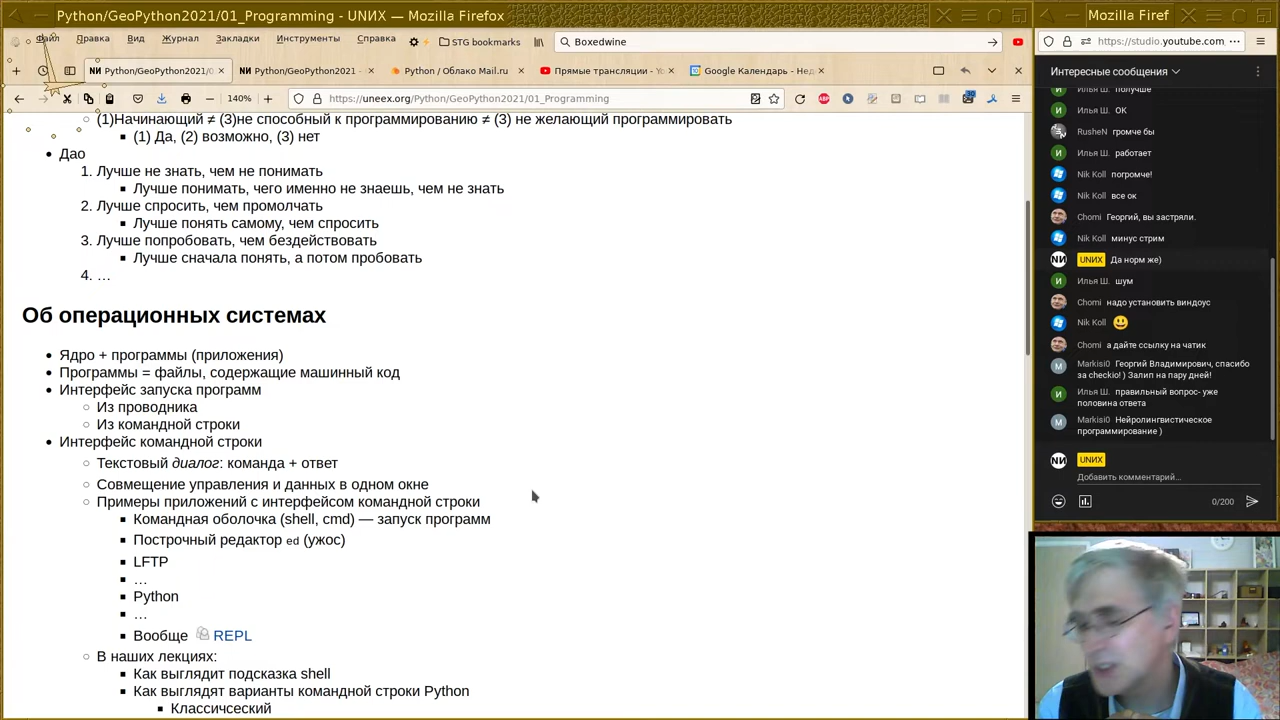 Python/GeoPython2021/01_Programming - UNИX — Mozilla Firefox
Файл Правка Вид Журнал Закладки Инструменты Справка
STG bookmarks
Boxedwine
Python/GeoPython2021/0
Python/GeoPython2021 -
Python / Облако Mail.ru
Прямые трансляции - Yo
Google Календарь - Нед
140%
https://uneex.org/Python/GeoPython2021/01_Programming
(1)Начинающий ≠ (3)не способный к программированию ≠ (3) не желающий программировать
(1) Да, (2) возможно, (3) нет
Дао
1. Лучше не знать, чем не понимать
Лучше понимать, чего именно не знаешь, чем не знать
2. Лучше спросить, чем промолчать
Лучше понять самому, чем спросить
3. Лучше попробовать, чем бездействовать
Лучше сначала понять, а потом пробовать
4. …
Об операционных системах
Ядро + программы (приложения)
Программы = файлы, содержащие машинный код
Интерфейс запуска программ
Из проводника
Из командной строки
Интерфейс командной строки
Текстовый диалог: команда + ответ
Совмещение управления и данных в одном окне
Примеры приложений с интерфейсом командной строки
Командная оболочка (shell, cmd) — запуск программ
Построчный редактор ed (ужос)
LFTP
…
Python
…
Вообще REPL
В наших лекциях:
Как выглядит подсказка shell
Как выглядят варианты командной строки Python
Классичсеский
Mozilla Firef
https://studio.youtube.com
Интересные сообщения
Илья Ш. получше
Илья Ш. ОК
RusheN громче бы
Илья Ш. работает
Nik Koll погромче!
Nik Koll все ок
Chomi Георгий, вы застряли.
Nik Koll минус стрим
UNИX Да норм же)
Илья Ш. шум
Chomi надо установить виндоус
Nik Koll
Chomi а дайте ссылку на чатик
Markisi0 Георгий Владимирович, спасибо
за checkio! ) Залип на пару дней!
Илья Ш. правильный вопрос- уже
половина ответа
Markisi0 Нейролингвистическое
программирование )
UNИX
Добавить комментарий…
0/200